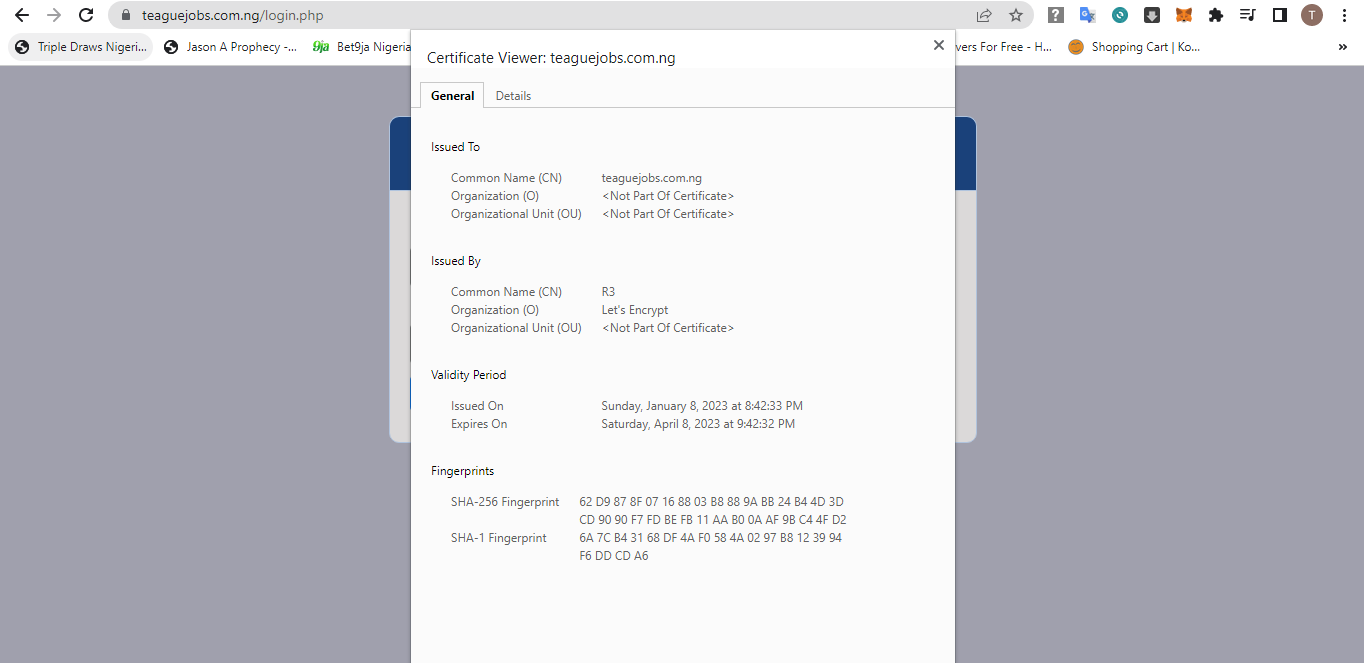 teaguejobs.com.ng/login.php
T
Triple Draws Nigeri...
Jason A Prophecy -...
9ja Bet9ja Nigeria
vers For Free - H...
Shopping Cart | Ko...
»
Certificate Viewer: teaguejobs.com.ng
General Details
Issued To
Common Name (CN) teaguejobs.com.ng
Organization (O) <Not Part Of Certificate>
Organizational Unit (OU) <Not Part Of Certificate>
Issued By
Common Name (CN) R3
Organization (O) Let's Encrypt
Organizational Unit (OU) <Not Part Of Certificate>
Validity Period
Issued On Sunday, January 8, 2023 at 8:42:33 PM
Expires On Saturday, April 8, 2023 at 9:42:32 PM
Fingerprints
SHA-256 Fingerprint 62 D9 87 8F 07 16 88 03 B8 88 9A BB 24 B4 4D 3D
CD 90 90 F7 FD BE FB 11 AA B0 0A AF 9B C4 4F D2
SHA-1 Fingerprint 6A 7C B4 31 68 DF 4A F0 58 4A 02 97 B8 12 39 94
F6 DD CD A6